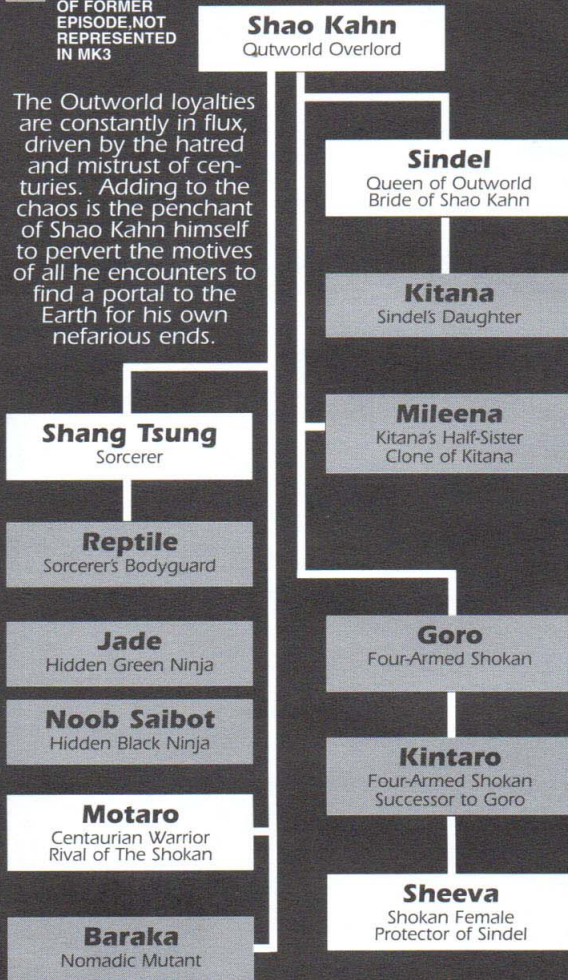 OF FORMER
EPISODE,NOT
REPRESENTED
IN MK3
Shao Kahn
Outworld Overlord
The Outworld loyalties
are constantly in flux,
driven by the hatred
and mistrust of cen-
turies. Adding to the
chaos is the penchant
of Shao Kahn himself
to pervert the motives
of all he encounters to
find a portal to the
Earth for his own
nefarious ends.
Sindel
Queen of Outworld
Bride of Shao Kahn
Kitana
Sindel's Daughter
Mileena
Kitana's Half-Sister
Clone of Kitana
Shang Tsung
Sorcerer
Reptile
Sorcerer's Bodyguard
Jade
Hidden Green Ninja
Noob Saibot
Hidden Black Ninja
Motaro
Centaurian Warrior
Rival of The Shokan
Baraka
Nomadic Mutant
Goro
Four-Armed Shokan
Kintaro
Four-Armed Shokan
Successor to Goro
Sheeva
Shokan Female
Protector of Sindel